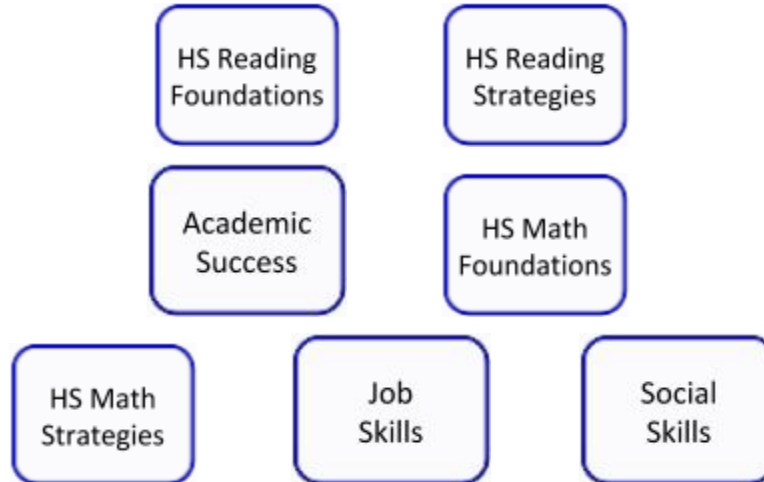 HS Reading
Foundations
HS Reading
Strategies
Academic
Success
HS Math
Foundations
HS Math
Strategies
Job
Skills
Social
Skills